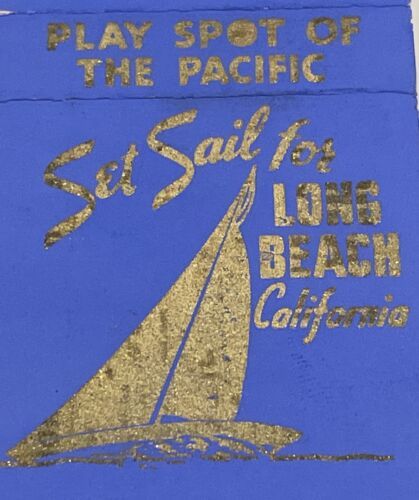 PLAY SPOT OF
THE PACIFIC
Set Sail for
LONG
BEACH
California